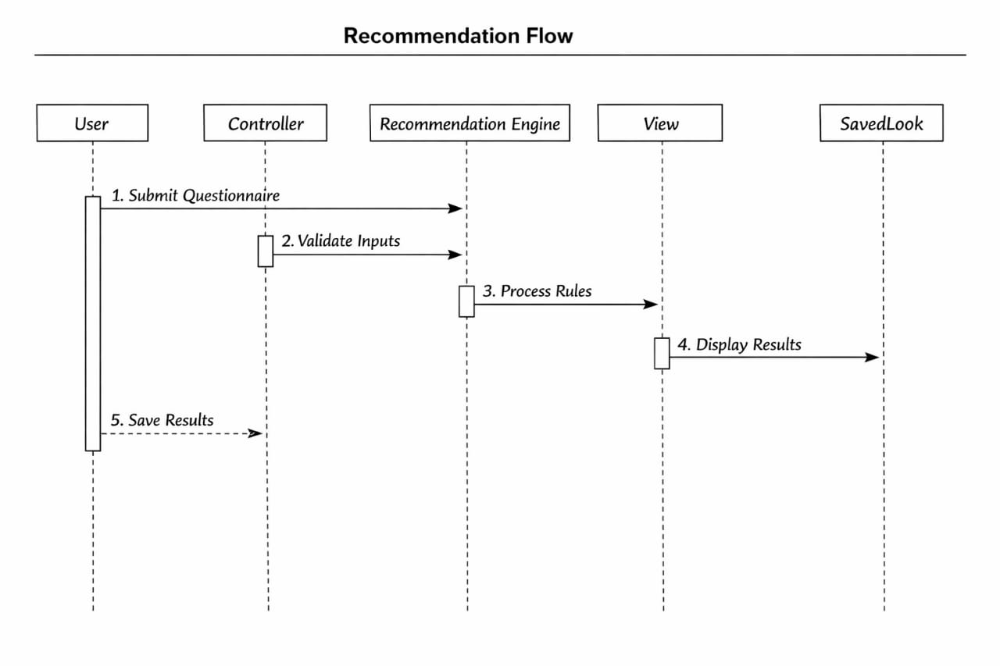 Recommendation Flow
User
Controller
Recommendation Engine
View
SavedLook
1. Submit Questionnaire
2. Validate Inputs
3. Process Rules
4. Display Results
5. Save Results